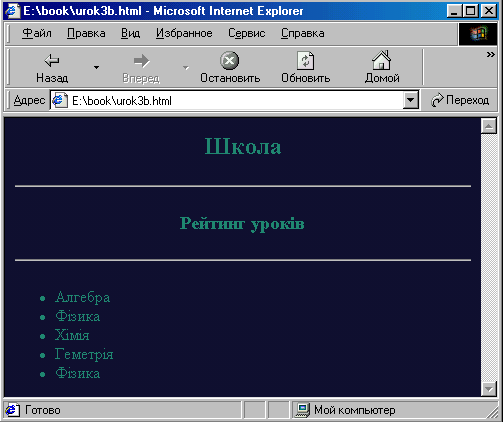 E:\book\urok3b.html - Microsoft Internet Explorer
Файл Правка Вид Избранное Сервис Справка
»
Назад Вперед Остановить Обновить Домой
Адрес E:\book\urok3b.html Переход
Школа
Рейтинг уроків
Алгебра
Фізика
Хімія
Геметрія
Фізика
Готово Мой компьютер